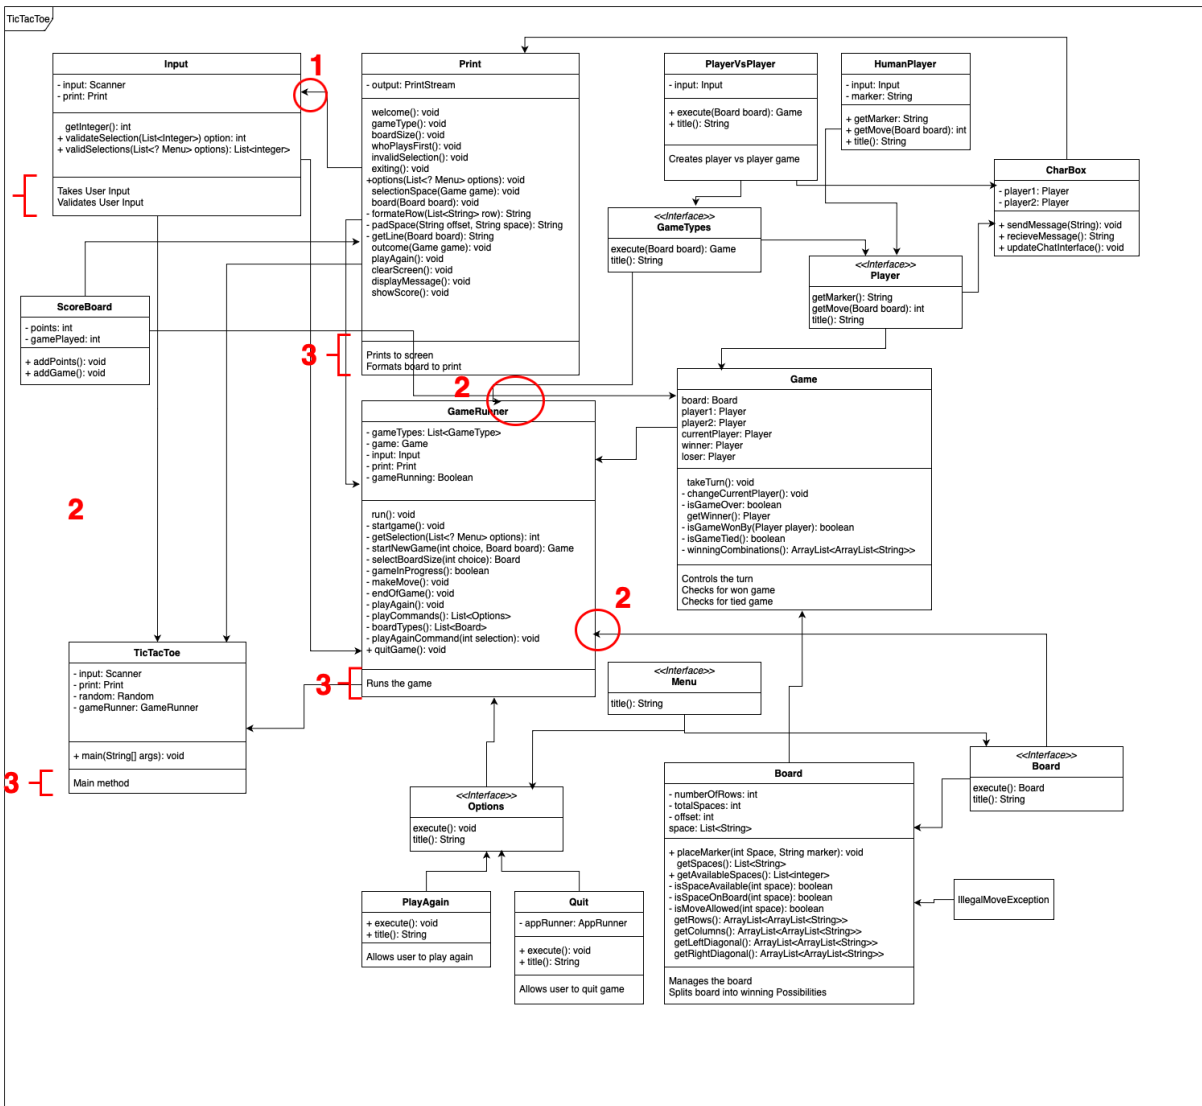 TicTacToe
Input
- input: Scanner
- print: Print
getInteger(): int
+ validateSelection(List<Integer>) option: int
+ validSelections(List<? Menu> options): List<integer>
Takes User Input
Validates User Input
1
Print
- output: PrintStream
welcome(): void
gameType(): void
boardSize(): void
whoPlaysFirst(): void
invalidSelection(): void
exiting(): void
+options(List<? Menu> options): void
selectionSpace(Game game): void
board(Board board): void
- formateRow(List<String> row): String
- padSpace(String offset, String space): String
- getLine(Board board): String
outcome(Game game): void
playAgain(): void
clearScreen(): void
displayMessage(): void
showScore(): void
3
Prints to screen
Formats board to print
PlayerVsPlayer
- input: Input
+ execute(Board board): Game
+ title(): String
Creates player vs player game
HumanPlayer
- input: Input
- marker: String
+ getMarker: String
+ getMove(Board board): int
+ title(): String
CharBox
- player1: Player
- player2: Player
+ sendMessage(String): void
+ recieveMessage(): String
+ updateChatInterface(): void
<<Interface>>
GameTypes
execute(Board board): Game
title(): String
<<Interface>>
Player
getMarker(): String
getMove(Board board): int
title(): String
ScoreBoard
- points: int
- gamePlayed: int
+ addPoints(): void
+ addGame(): void
2
GameRunner
- gameTypes: List<GameType>
- game: Game
- input: Input
- print: Print
- gameRunning: Boolean
run(): void
- startgame(): void
- getSelection(List<? Menu> options): int
- startNewGame(int choice, Board board): Game
- selectBoardSize(int choice): Board
- gameInProgress(): boolean
- makeMove(): void
- endOfGame(): void
- playAgain(): void
- playCommands(): List<Options>
- boardTypes(): List<Board>
- playAgainCommand(int selection): void
+ quitGame(): void
3
Runs the game
Game
board: Board
player1: Player
player2: Player
currentPlayer: Player
winner: Player
loser: Player
takeTurn(): void
- changeCurrentPlayer(): void
- isGameOver: boolean
getWinner(): Player
- isGameWonBy(Player player): boolean
- isGameTied(): boolean
- winningCombinations(): ArrayList<ArrayList<String>>
Controls the turn
Checks for won game
Checks for tied game
2
2
TicTacToe
- input: Scanner
- print: Print
- random: Random
- gameRunner: GameRunner
+ main(String[] args): void
3
Main method
<<Interface>>
Menu
title(): String
<<Interface>>
Board
execute(): Board
title(): String
<<Interface>>
Options
execute(): void
title(): String
Board
- numberOfRows: int
- totalSpaces: int
- offset: int
space: List<String>
+ placeMarker(int Space, String marker): void
getSpaces(): List<String>
+ getAvailableSpaces(): List<integer>
- isSpaceAvailable(int space): boolean
- isSpaceOnBoard(int space): boolean
- isMoveAllowed(int space): boolean
getRows(): ArrayList<ArrayList<String>>
getColumns(): ArrayList<ArrayList<String>>
getLeftDiagonal(): ArrayList<ArrayList<String>>
getRightDiagonal(): ArrayList<ArrayList<String>>
Manages the board
Splits board into winning Possibilities
IllegalMoveException
PlayAgain
+ execute(): void
+ title(): String
Allows user to play again
Quit
- appRunner: AppRunner
+ execute(): void
+ title(): String
Allows user to quit game